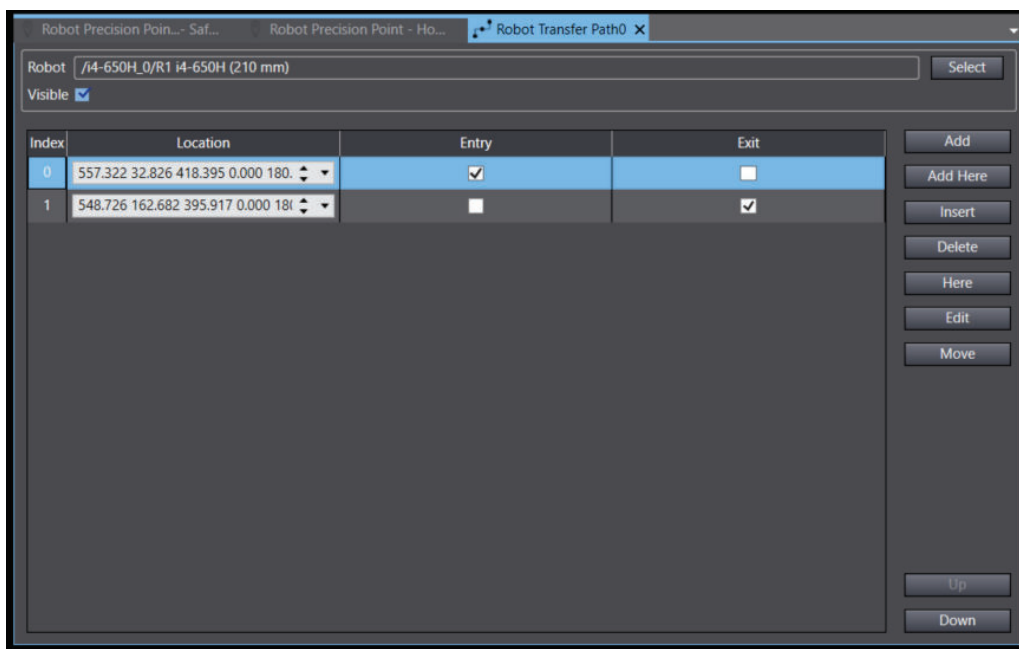 Robot Precision Poin...- Saf... Robot Precision Point - Ho... Robot Transfer Path0 X
Robot /i4-650H_0/R1 i4-650H (210 mm) Select
Visible
Index Location Entry Exit Add
0 557.322 32.826 418.395 0.000 180. Add Here
1 548.726 162.682 395.917 0.000 18( Insert
Delete
Here
Edit
Move
Up
Down